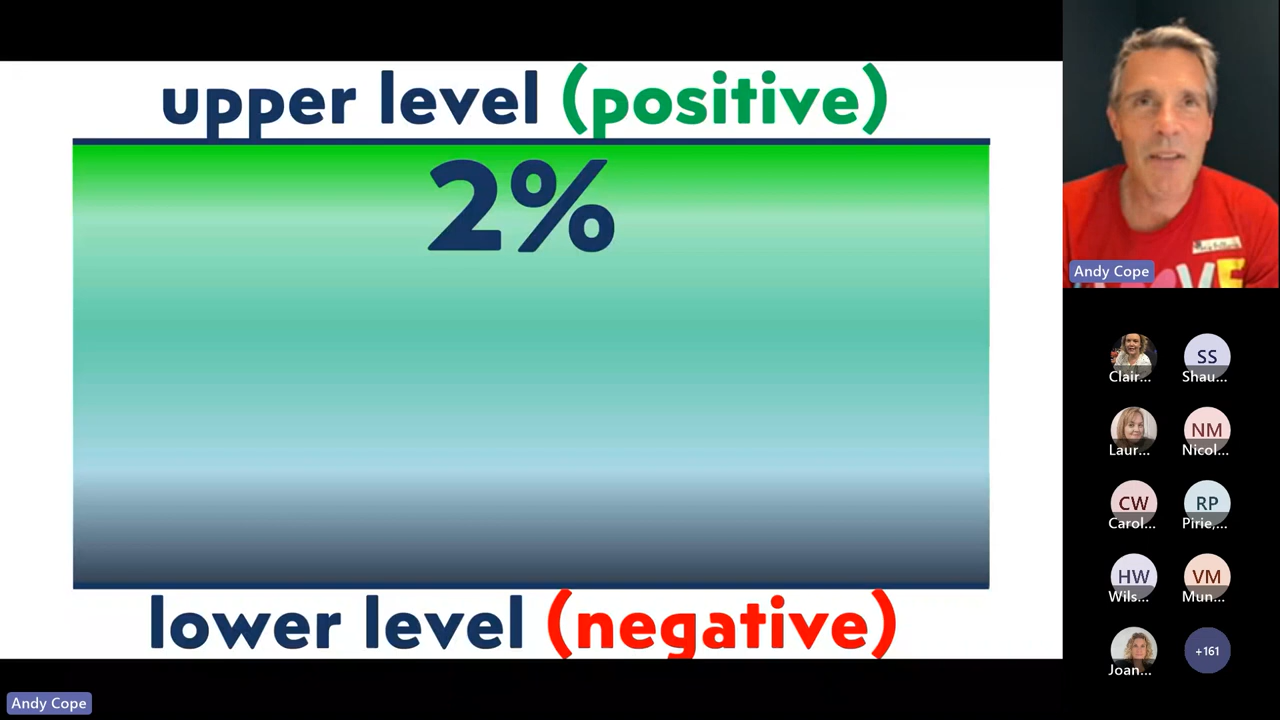 upper level (positive)
2%
lower level (negative)
Andy Cope
Andy Cope
Clair...
SS
Shau...
Laur...
NM
Nicol...
CW
Carol...
RP
Pirie,...
HW
Wils...
VM
Mun...
Joan...
+161